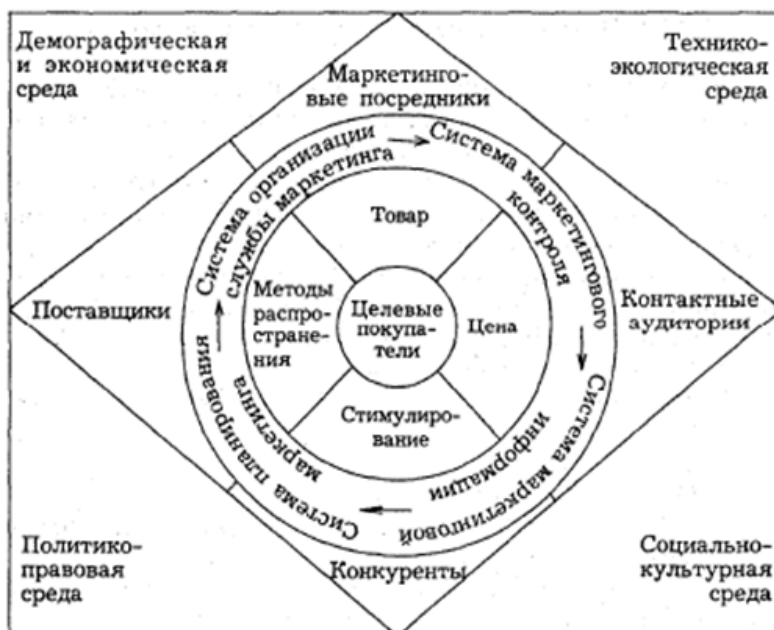 Демографическая
и экономическая
среда
Технико-
экологическая
среда
Маркетинго-
вые посредники
Система организации
службы маркетинга
Система маркетингового
контроля
Товар
Поставщики
Методы
распро-
стране-
ния
Целевые
покупа-
тели
Цена
Контактные
аудитории
Стимулиро-
вание
Система планирования
маркетинга
Система маркетинговой
информации
Политико-
правовая
среда
Конкуренты
Социально-
культурная
среда